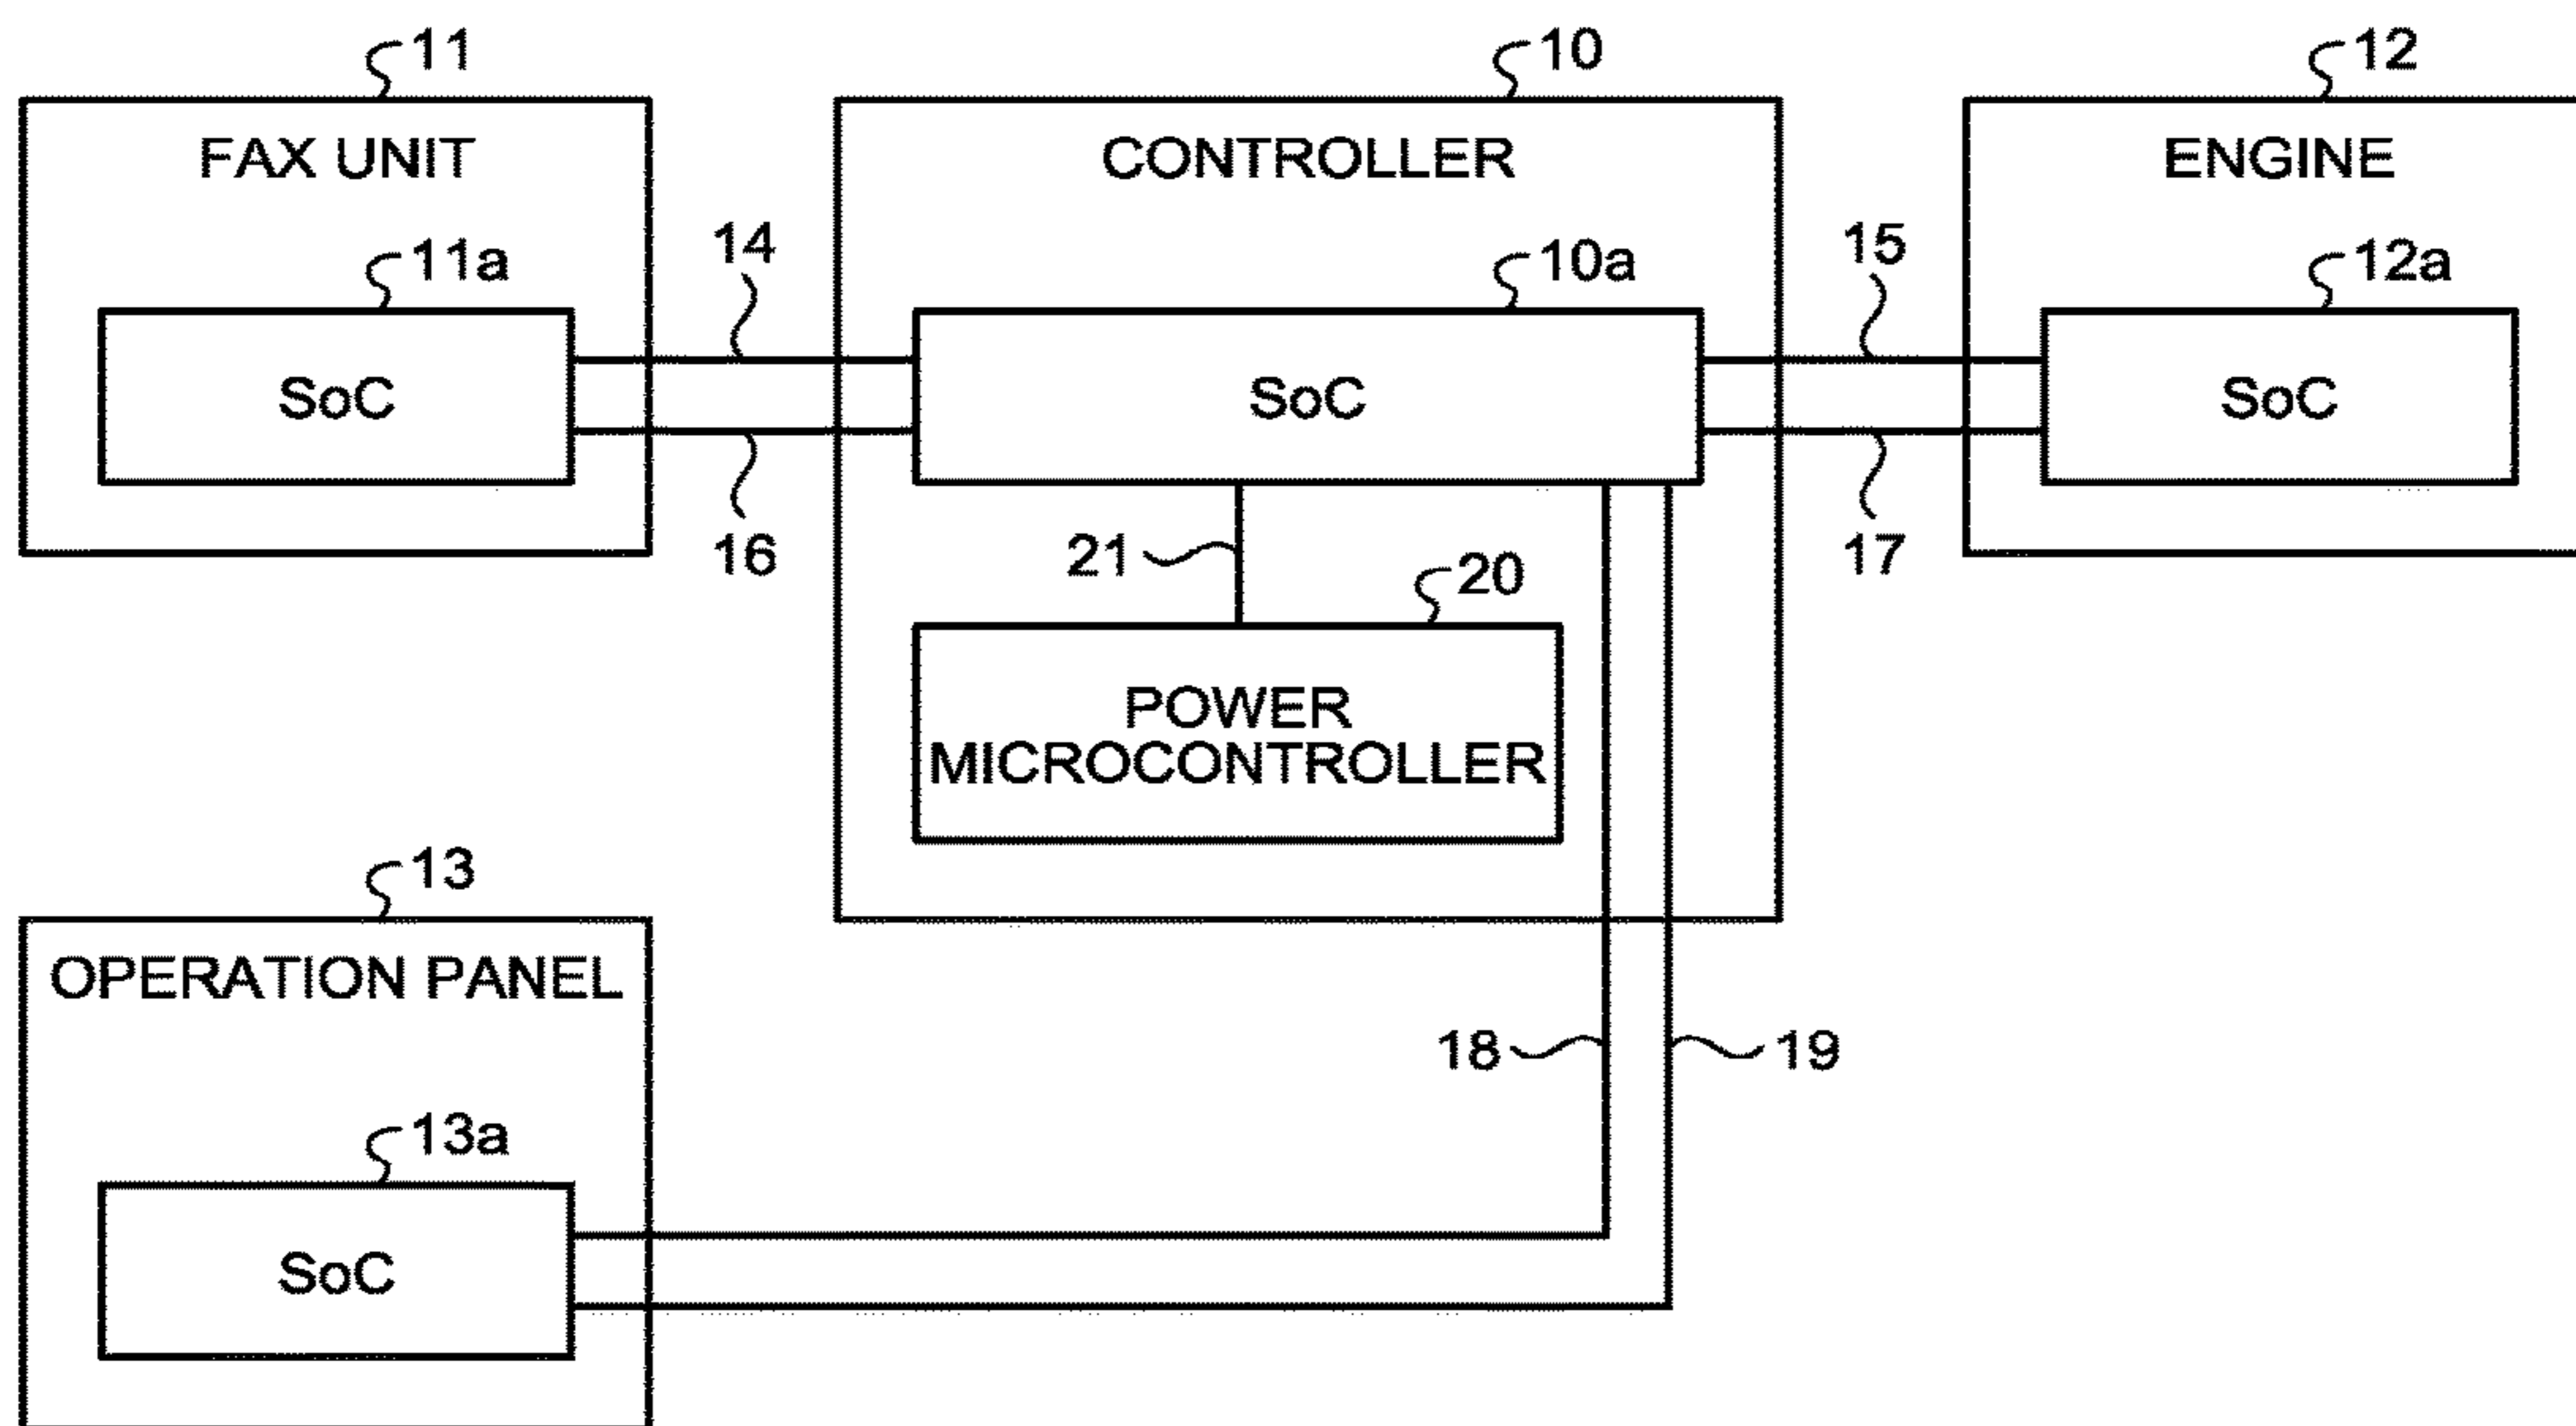 11
10
12
FAX UNIT
CONTROLLER
ENGINE
14
15
11a
10a
12a
SoC
SoC
SoC
16
21
17
20
POWER
MICROCONTROLLER
13
OPERATION PANEL
18
19
13a
SoC